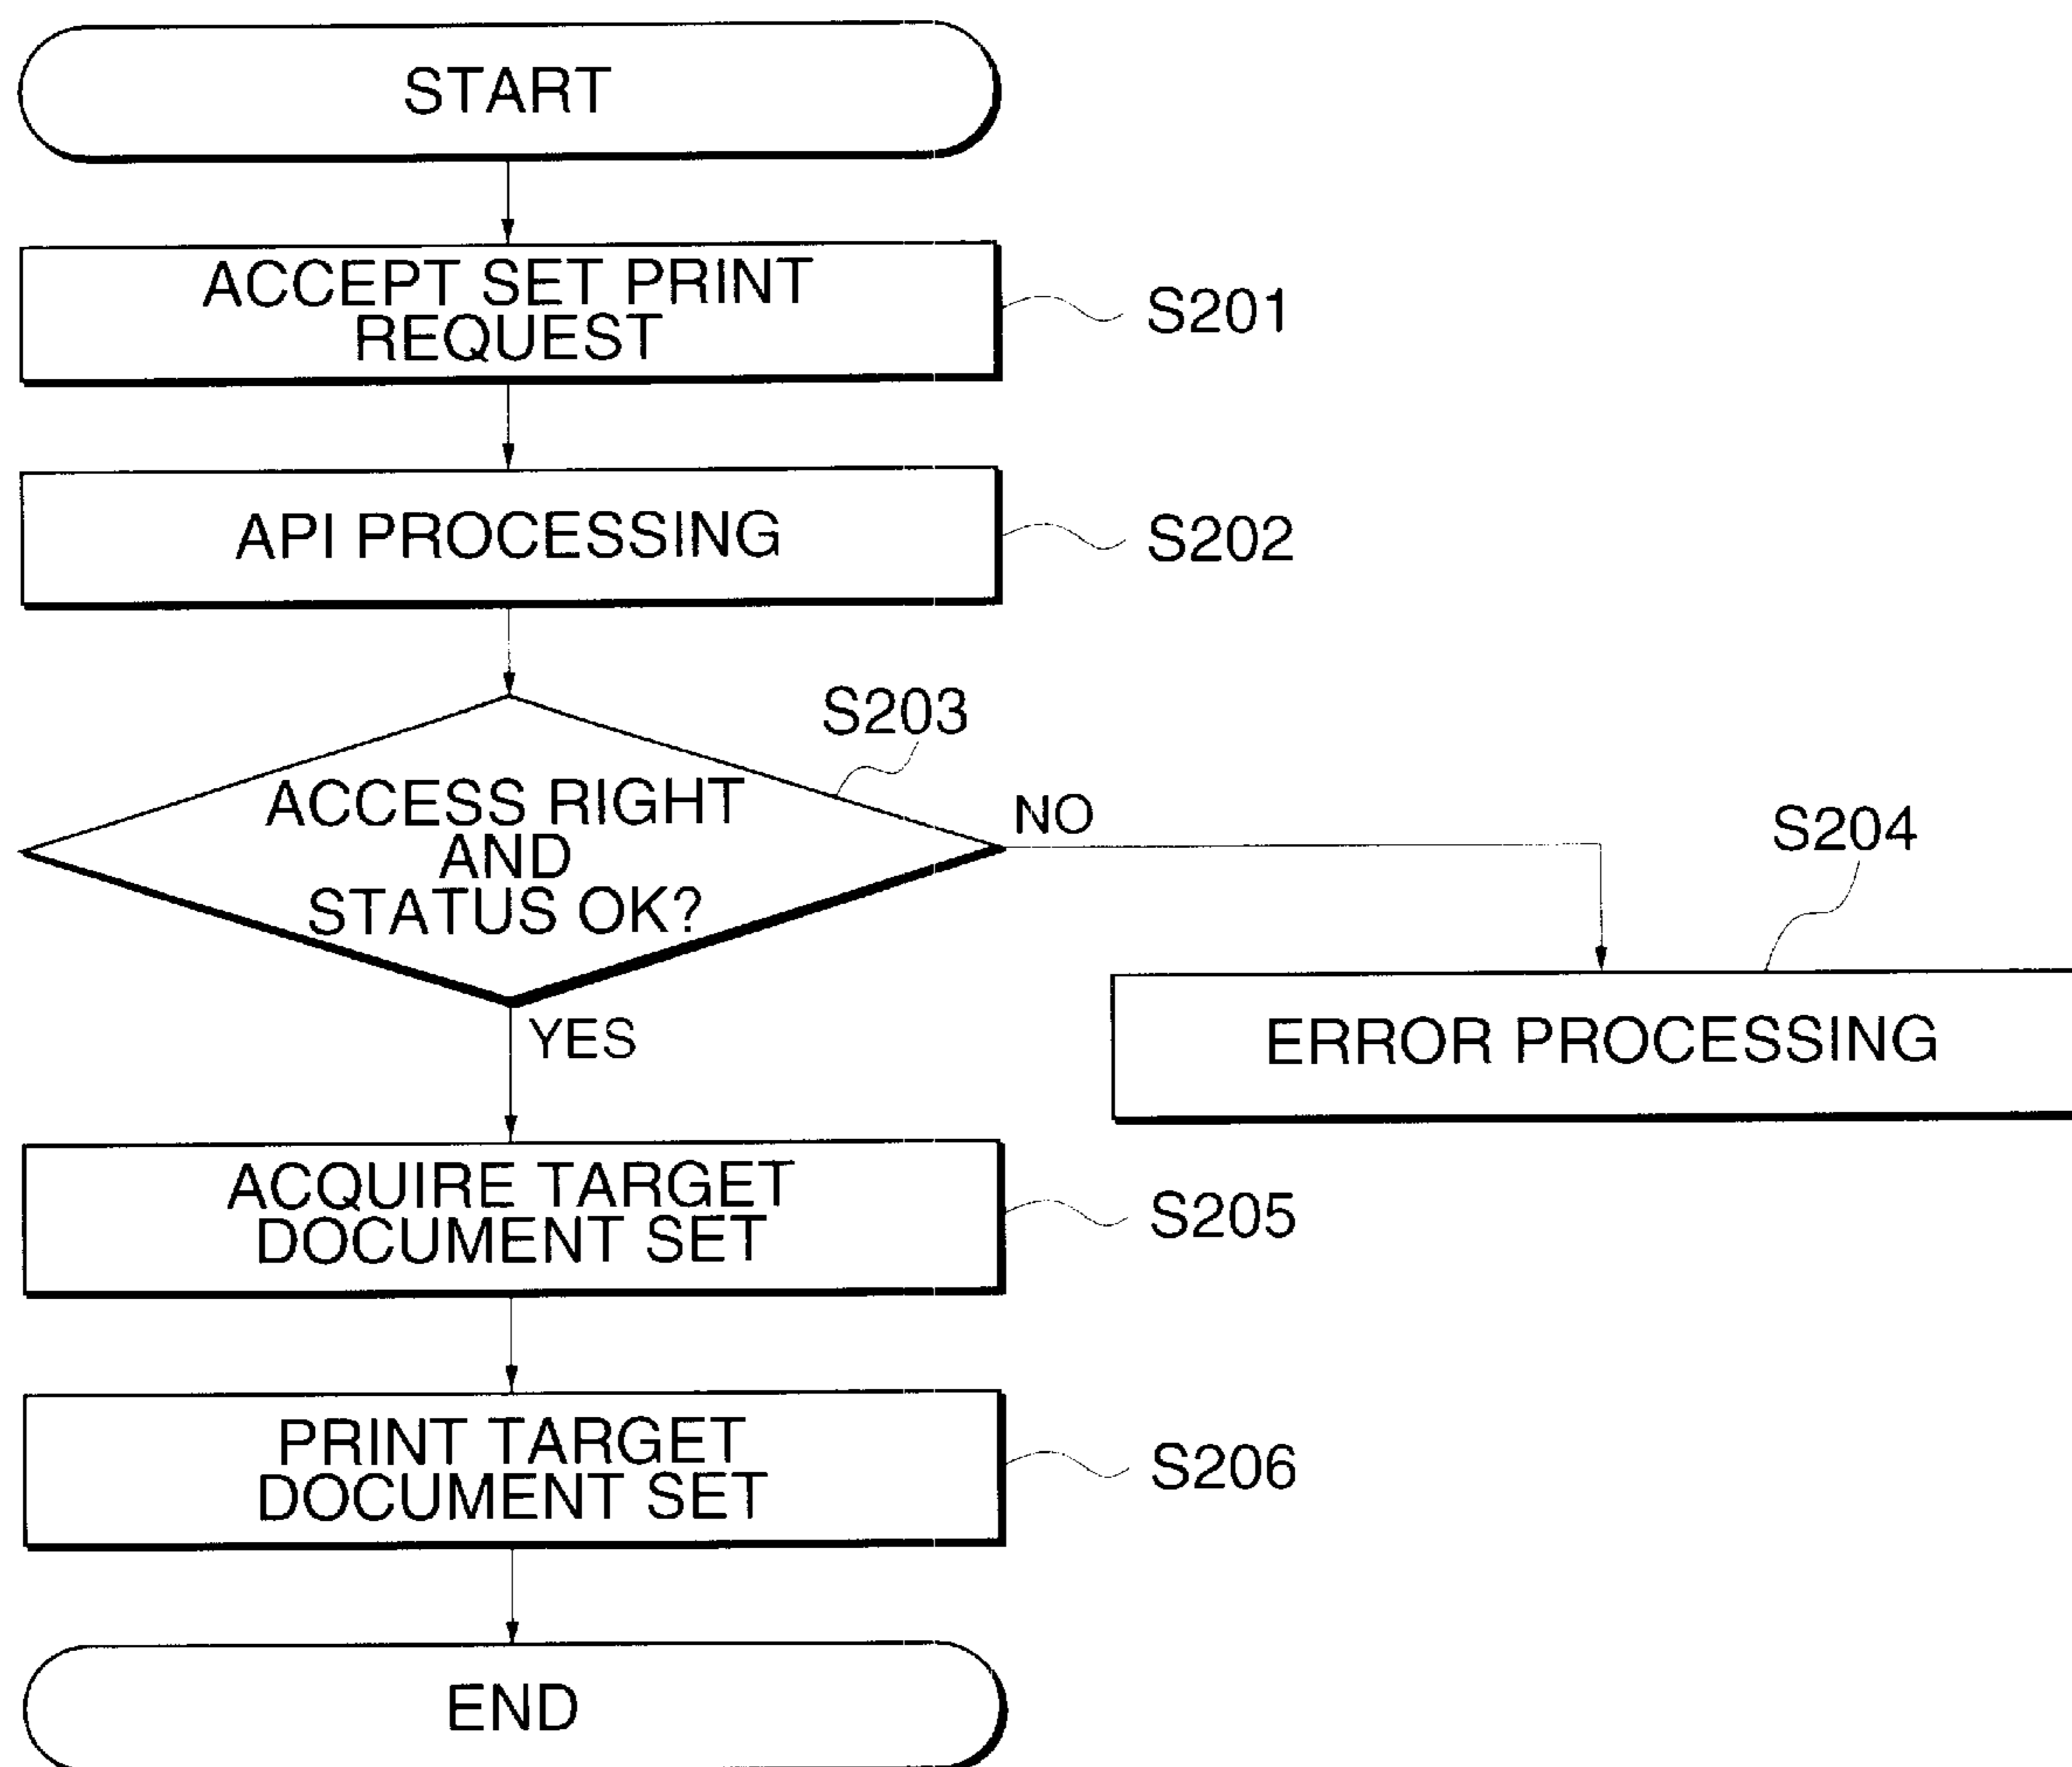 START
ACCEPT SET PRINT
REQUEST
S201
API PROCESSING
S202
S203
ACCESS RIGHT
AND
STATUS OK?
NO
S204
ERROR PROCESSING
YES
ACQUIRE TARGET
DOCUMENT SET
S205
PRINT TARGET
DOCUMENT SET
S206
END